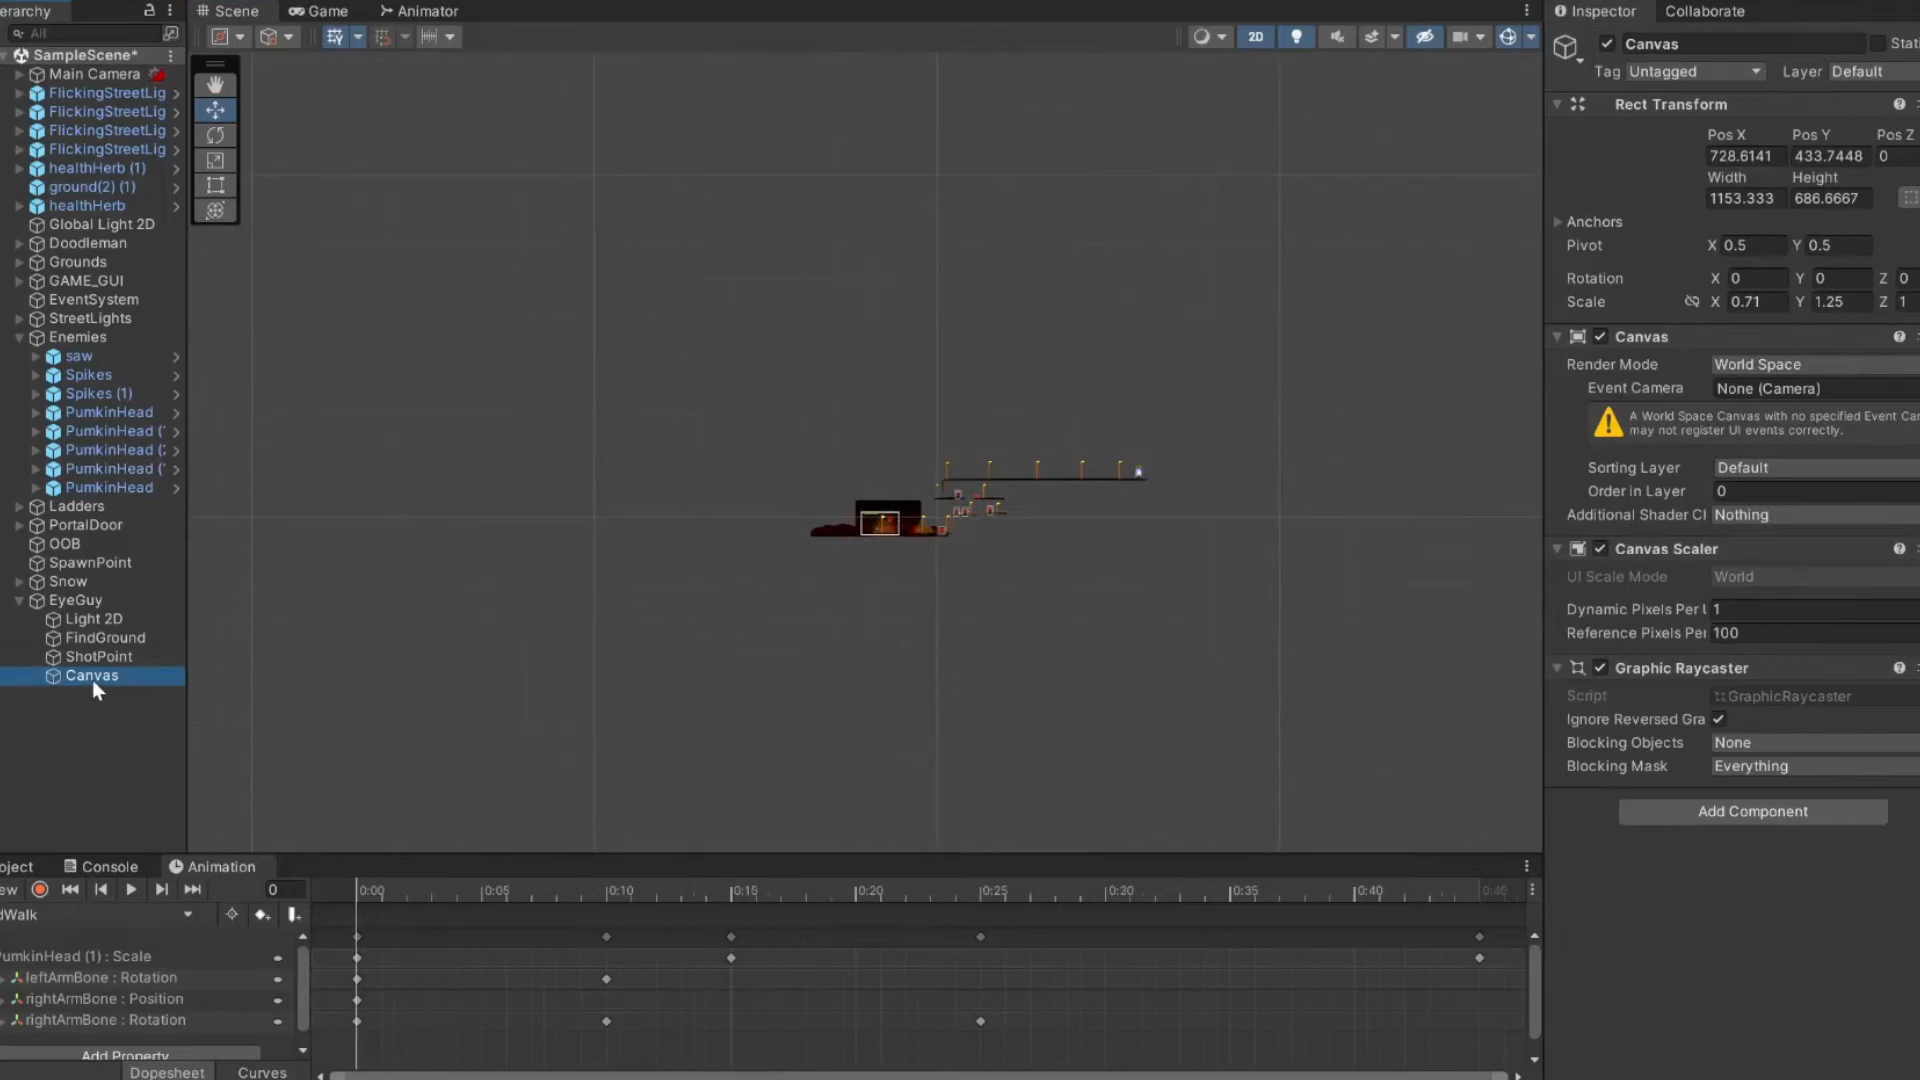 erarchy
Scene
Game
Animator
Inspector
Collaborate
All
2D
Canvas
Stati
Tag Untagged
Layer Default
SampleScene*
Main Camera
FlickingStreetLig
FlickingStreetLig
FlickingStreetLig
FlickingStreetLig
healthHerb (1)
ground(2) (1)
healthHerb
Global Light 2D
Doodleman
Grounds
GAME_GUI
EventSystem
StreetLights
Enemies
saw
Spikes
Spikes (1)
PumkinHead
PumkinHead (
PumkinHead (
PumkinHead (
PumkinHead
Ladders
PortalDoor
OOB
SpawnPoint
Snow
EyeGuy
Light 2D
FindGround
ShotPoint
Canvas
Rect Transform
Pos X Pos Y Pos Z
728.6141 433.7448 0
Width Height
1153.333 686.6667
Anchors
Pivot X 0.5 Y 0.5
Rotation X 0 Y 0 Z 0
Scale X 0.71 Y 1.25 Z 1
Canvas
Render Mode World Space
Event Camera None (Camera)
A World Space Canvas with no specified Event Car
may not register UI events correctly.
Sorting Layer Default
Order in Layer 0
Additional Shader Cl Nothing
Canvas Scaler
UI Scale Mode World
Dynamic Pixels Per U 1
Reference Pixels Per 100
Graphic Raycaster
Script GraphicRaycaster
Ignore Reversed Gra
Blocking Objects None
Blocking Mask Everything
Add Component
oject
Console
Animation
ew
0
0:00 0:05 0:10 0:15 0:20 0:25 0:30 0:35 0:40 0:45
dWalk
PumkinHead (1) : Scale
leftArmBone : Rotation
rightArmBone : Position
rightArmBone : Rotation
Add Property
Dopesheet
Curves